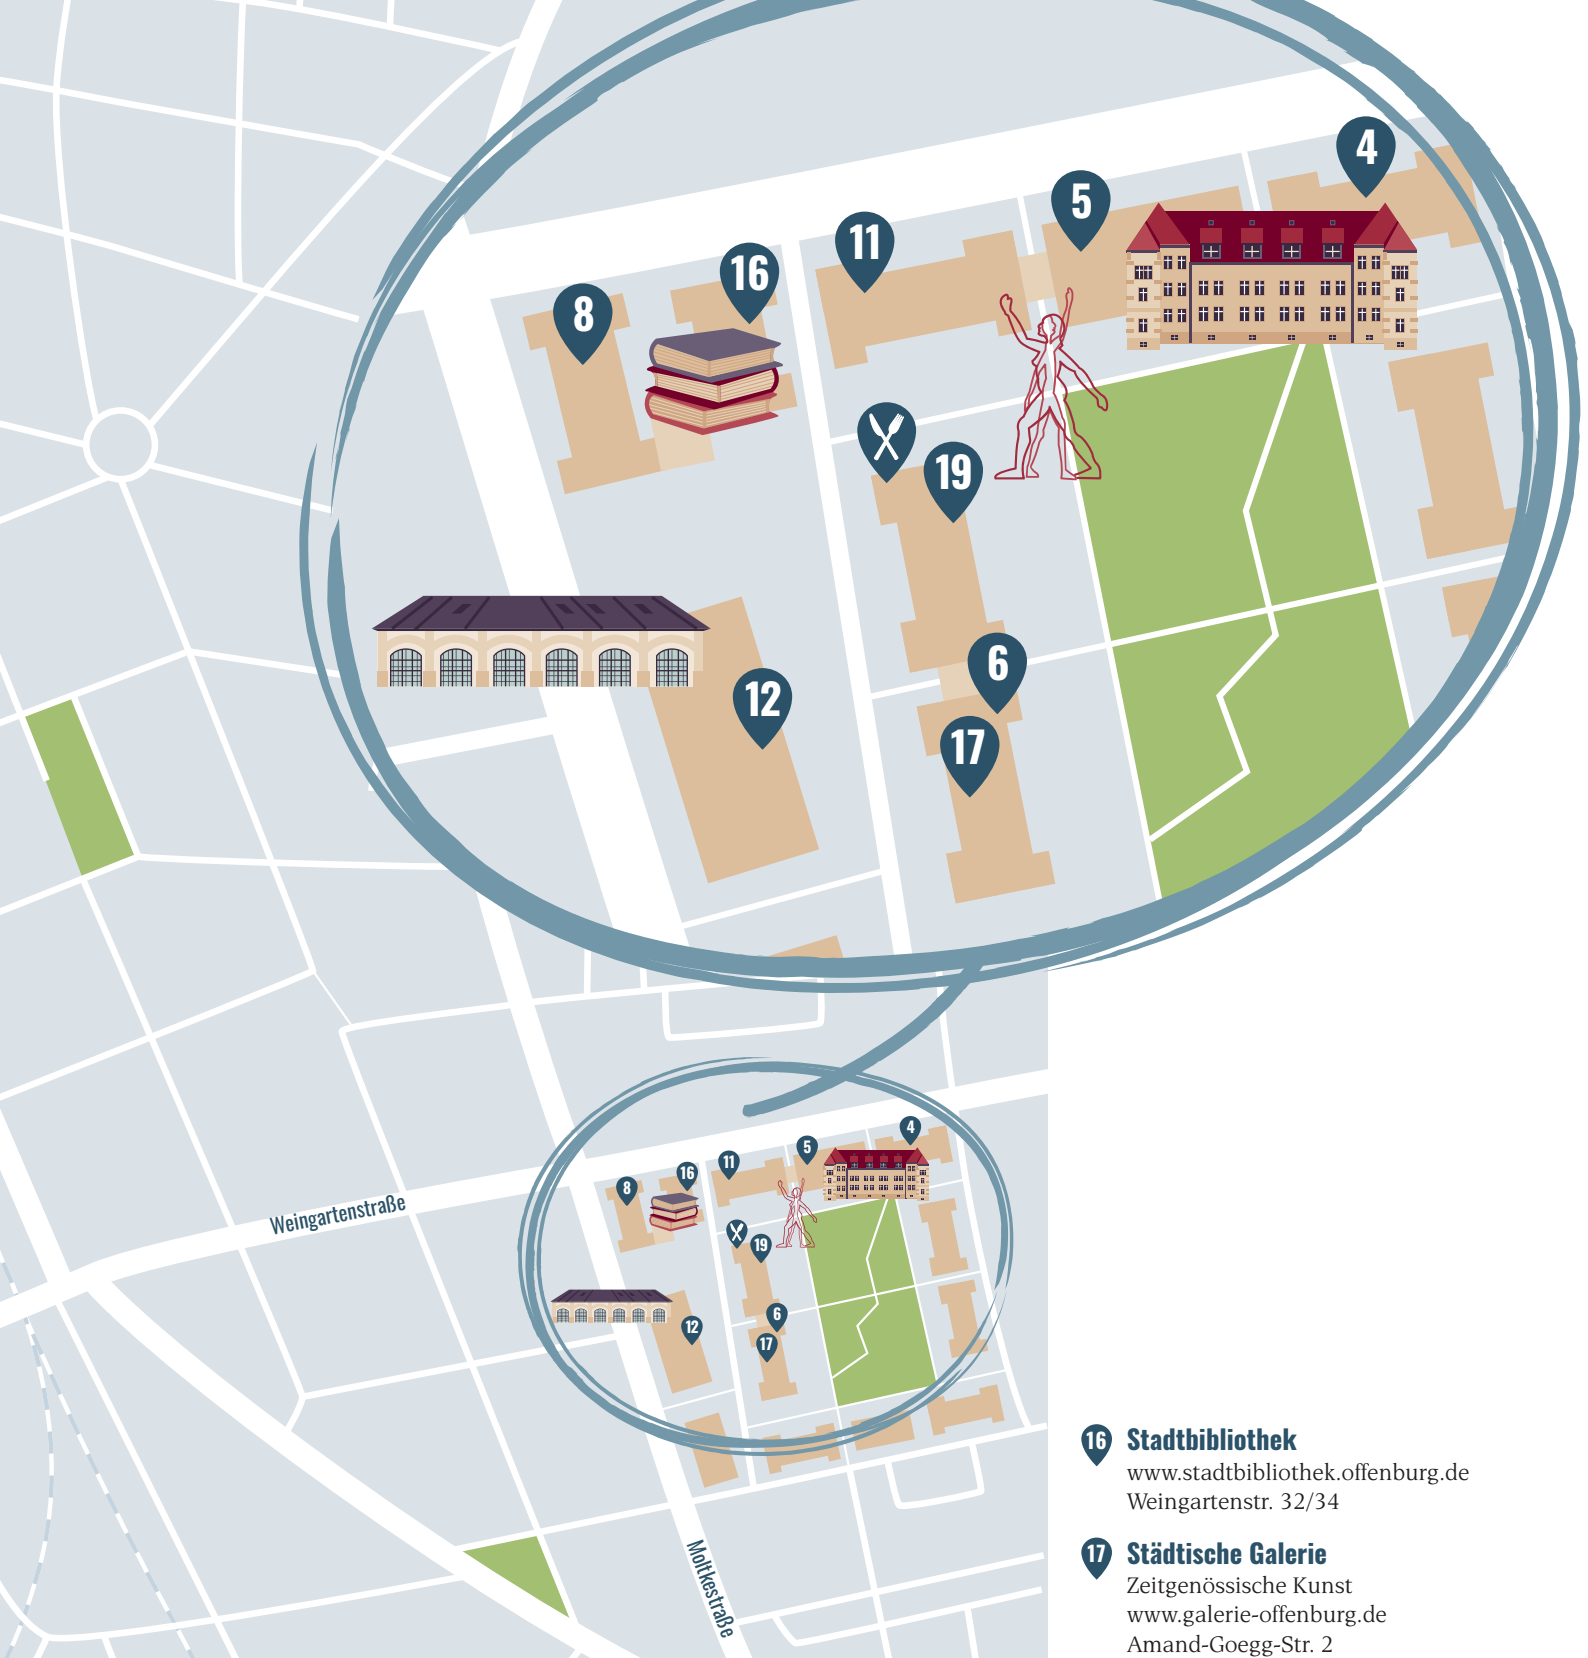 4
5
11
16
8
19
6
12
17
4
5
11
16
8
19
6
12
17
Weingartenstraße
Moltkestraße
16 Stadtbibliothek
www.stadtbibliothek.offenburg.de
Weingartenstr. 32/34
17 Städtische Galerie
Zeitgenössische Kunst
www.galerie-offenburg.de
Amand-Goegg-Str. 2